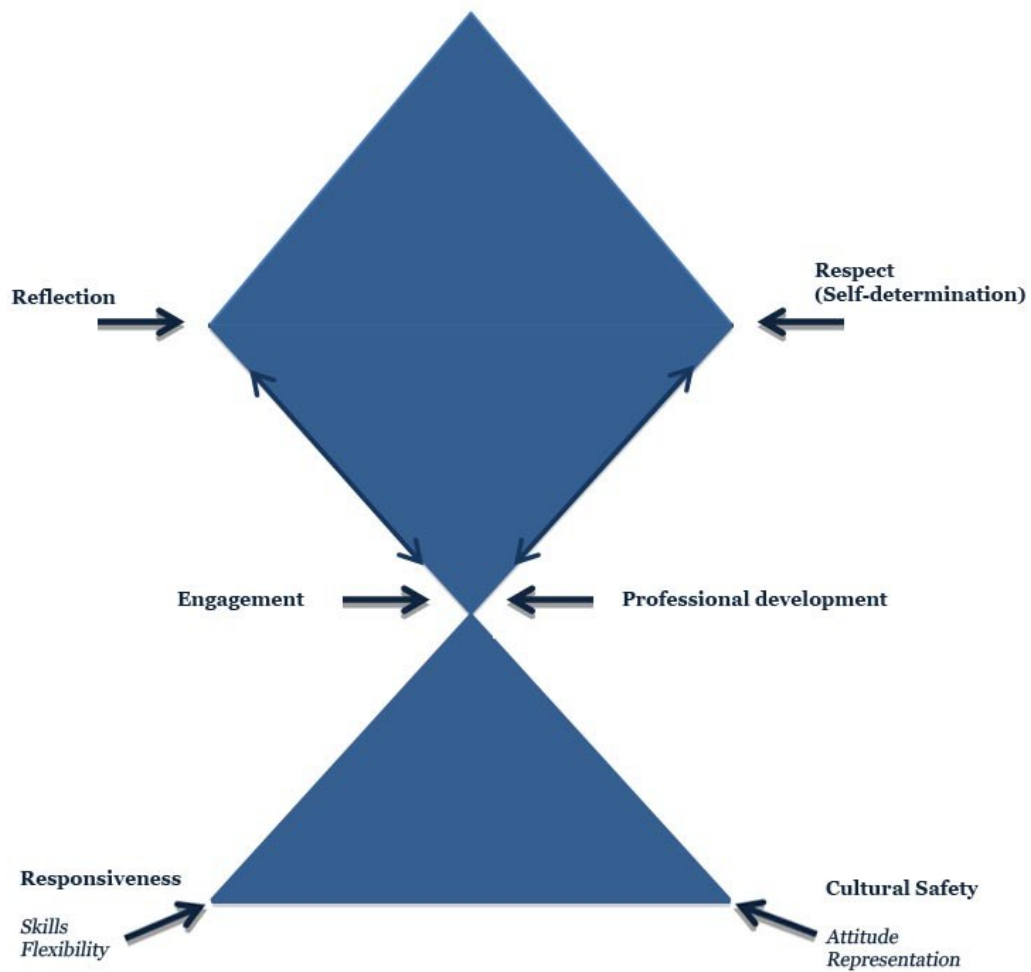 Reflection
Respect
(Self-determination)
Engagement
Professional development
Responsiveness
Skills
Flexibility
Cultural Safety
Attitude
Representation